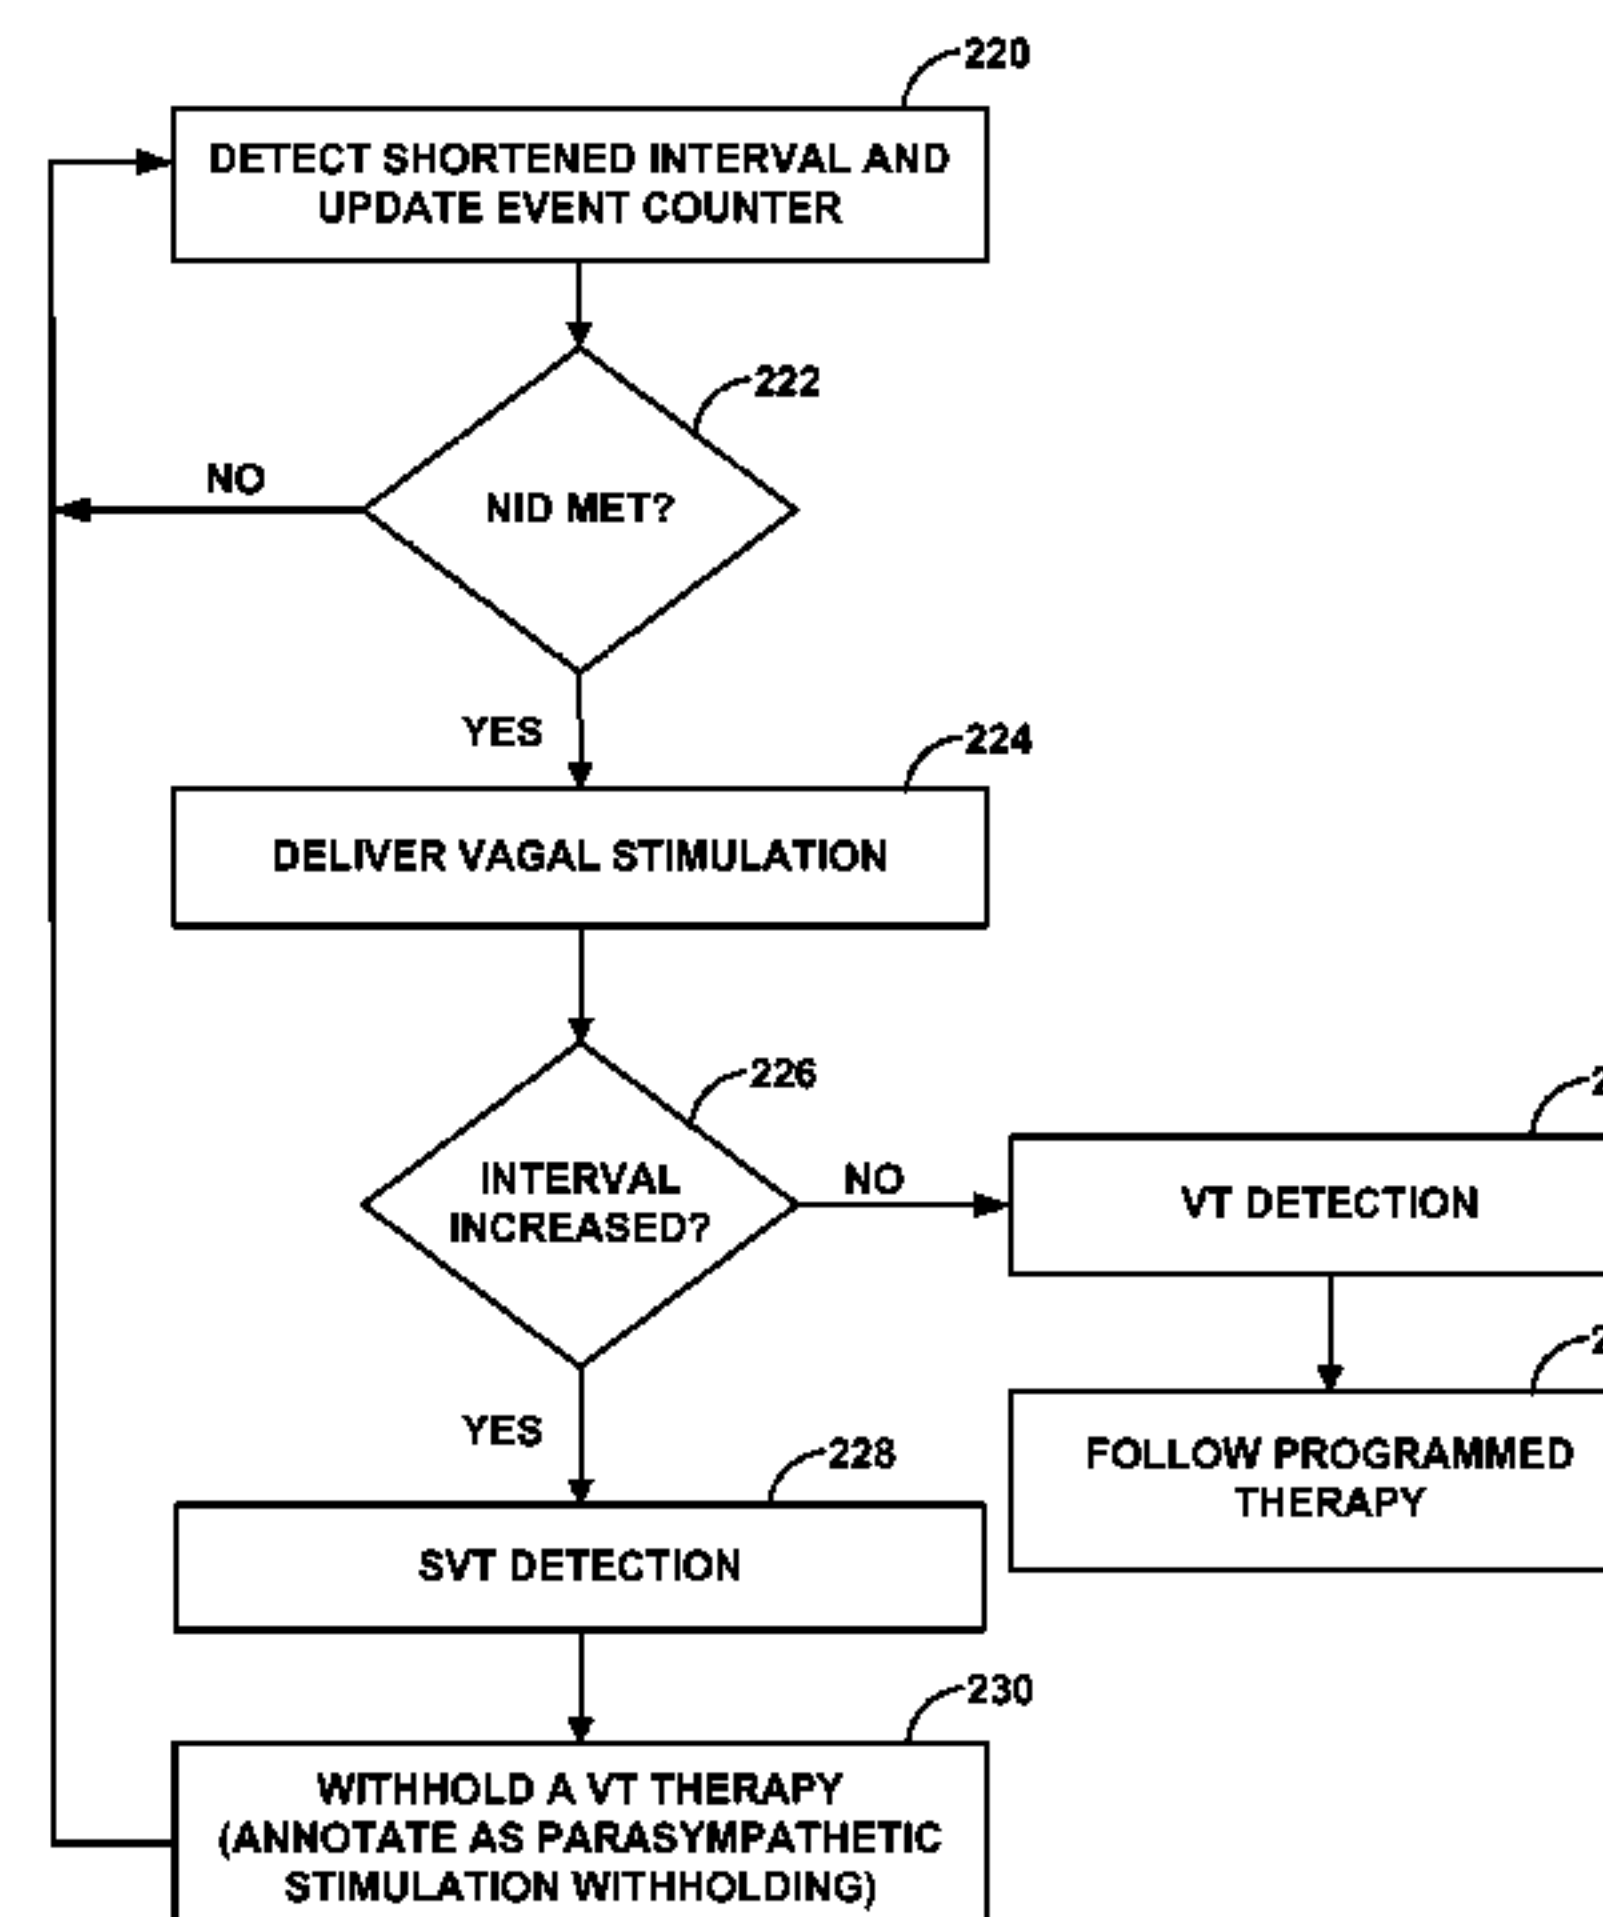 220
DETECT SHORTENED INTERVAL AND
UPDATE EVENT COUNTER
222
NO
NID MET?
YES
224
DELIVER VAGAL STIMULATION
226
INTERVAL
INCREASED?
NO
VT DETECTION
FOLLOW PROGRAMMED
THERAPY
YES
228
SVT DETECTION
230
WITHHOLD A VT THERAPY
(ANNOTATE AS PARASYMPATHETIC
STIMULATION WITHHOLDING)